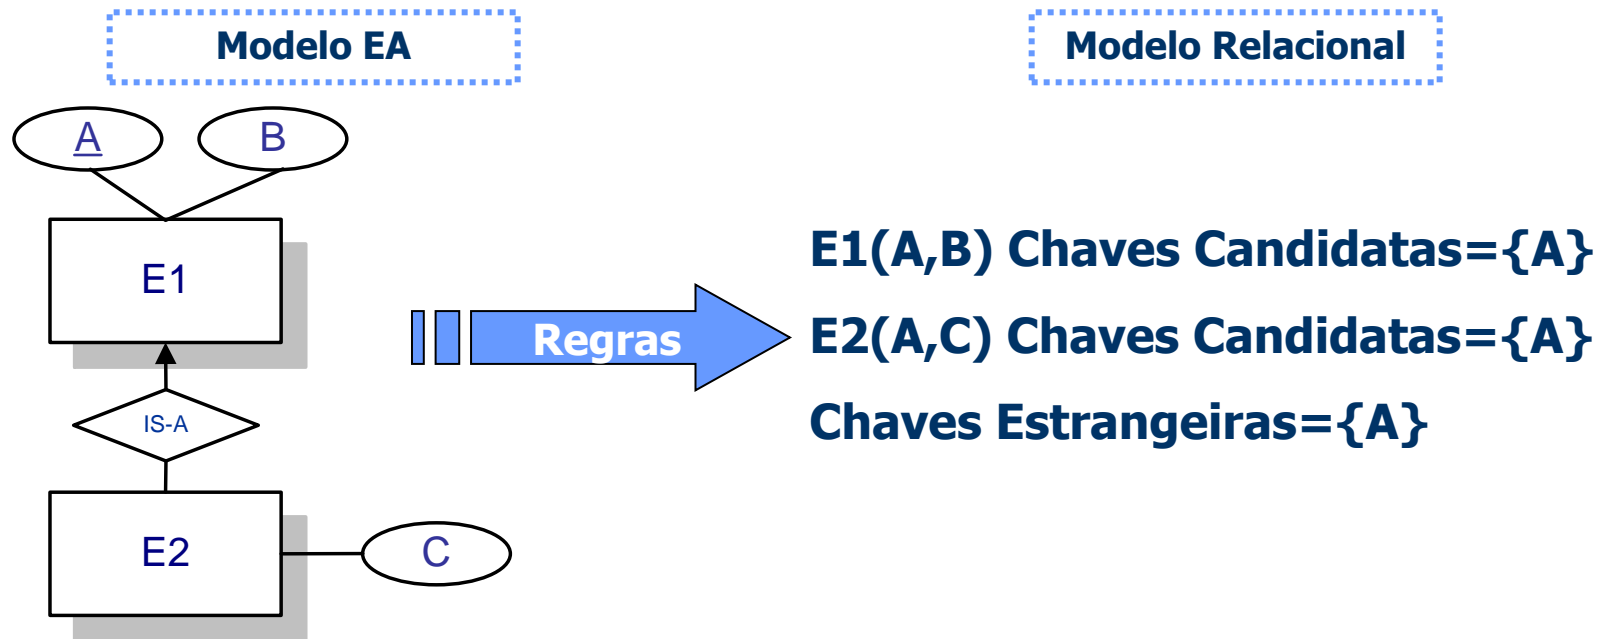 Modelo EA
Modelo Relacional
A
B
E1
IS-A
E2
C
Regras
E1(A,B) Chaves Candidatas={A}
E2(A,C) Chaves Candidatas={A}
Chaves Estrangeiras={A}